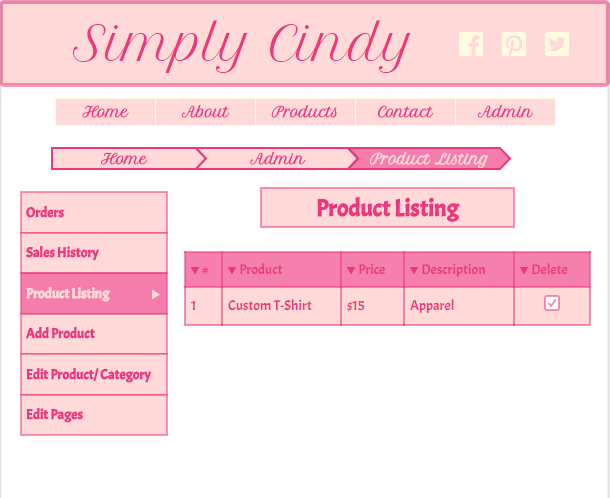 Simply Cindy
Home About Products Contact Admin
Home Admin Product Listing
Product Listing
Orders
Sales History
Product Listing
Add Product
Edit Product/ Category
Edit Pages
# Product Price Description Delete
1 Custom T-Shirt $15 Apparel